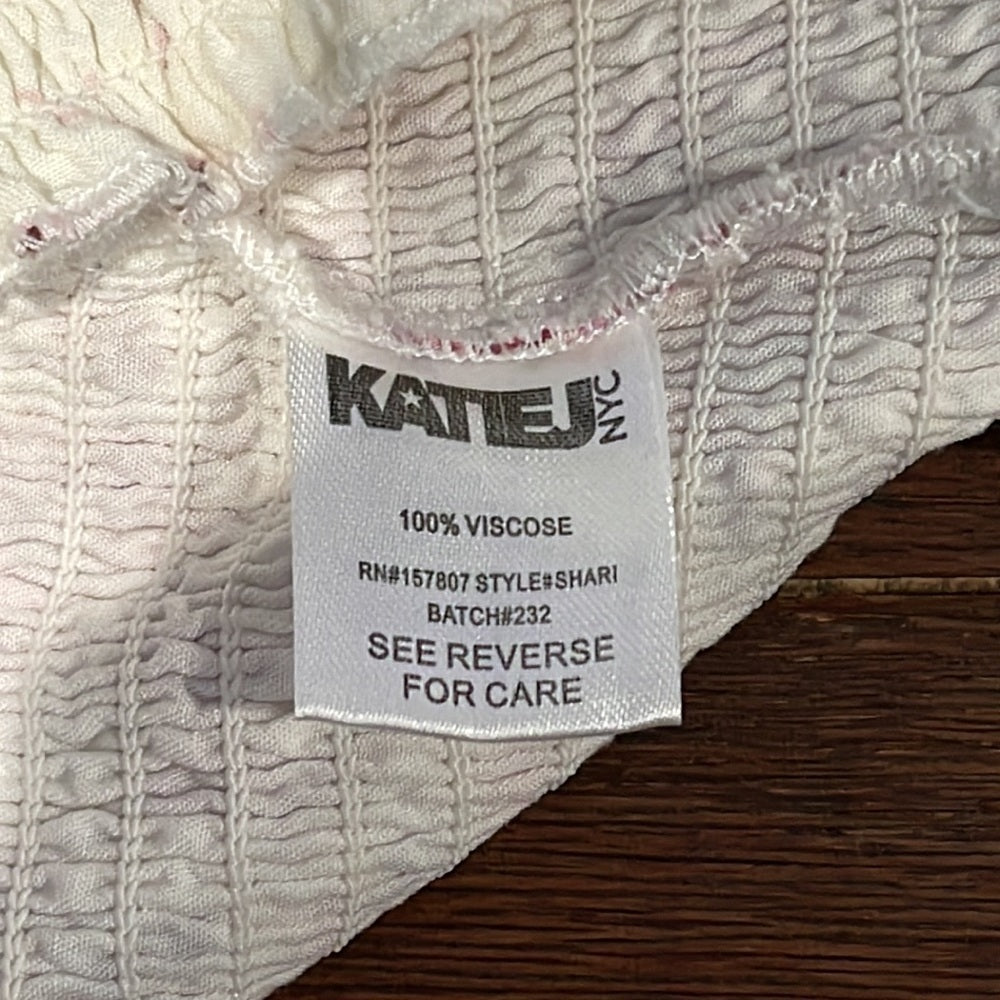 KATIEJ NYC
100% VISCOSE
RN#157807 STYLE#SHARI
BATCH#232
SEE REVERSE
FOR CARE